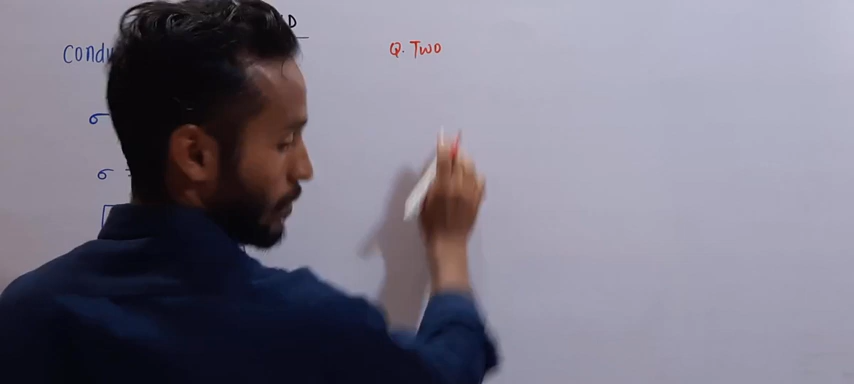 D
Condu
Q. Two
σ
σ =